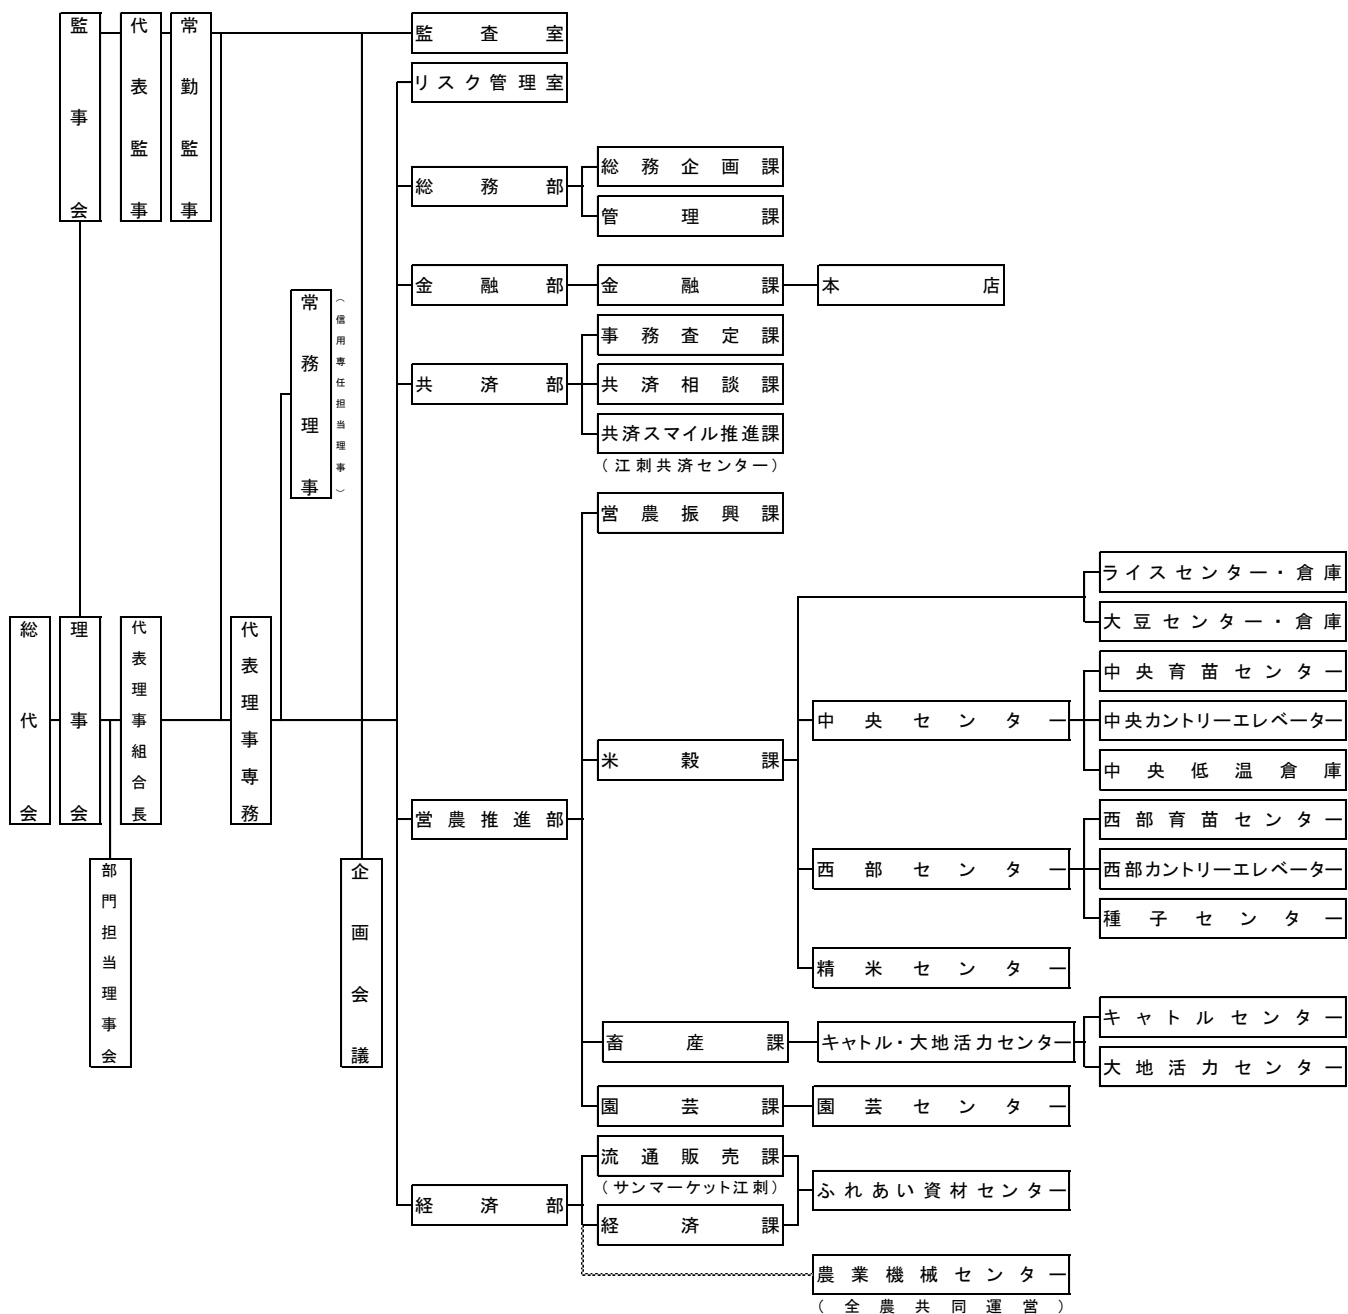 監事会
代表監事
常勤監事
監査室
リスク管理室
総務部
総務企画課
管理課
金融部
金融課
本店
常務理事
（信用専任担当理事）
共済部
事務査定課
共済相談課
共済スマイル推進課
（江刺共済センター）
総代会
理事会
代表理事組合長
代表理事専務
部門担当理事会
企画会議
営農推進部
営農振興課
米穀課
ライスセンター・倉庫
大豆センター・倉庫
中央センター
中央育苗センター
中央カントリーエレベーター
中央低温倉庫
西部センター
西部育苗センター
西部カントリーエレベーター
種子センター
精米センター
畜産課
キャトル・大地活力センター
キャトルセンター
大地活力センター
園芸課
園芸センター
経済部
流通販売課
（サンマーケット江刺）
経済課
ふれあい資材センター
農業機械センター
（全農共同運営）